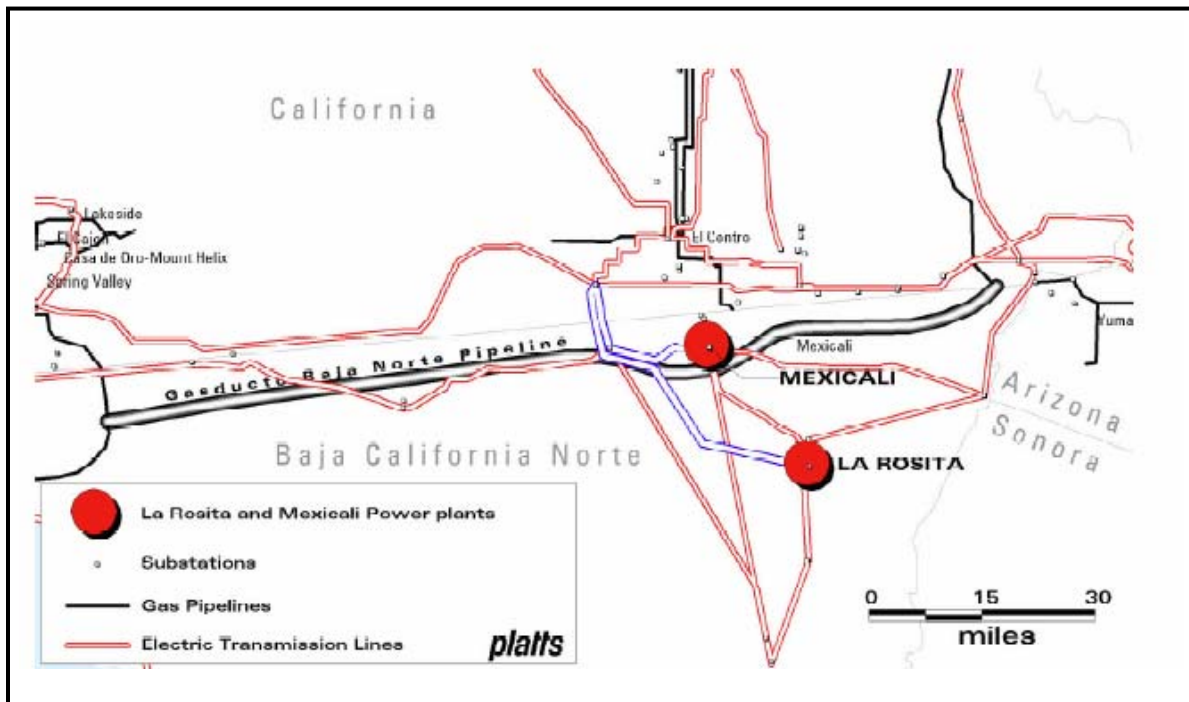 California
Lakeside
El Cajon
Casa de Oro-Mount Helix
Spring Valley
El Centro
Gasducto Baja Norte Pipeline
Mexicali
MEXICALI
Yuma
Arizona
Sonora
Baja California Norte
LA ROSITA
La Rosita and Mexicali Power plants
Substations
Gas Pipelines
Electric Transmission Lines
platts
0 15 30
miles